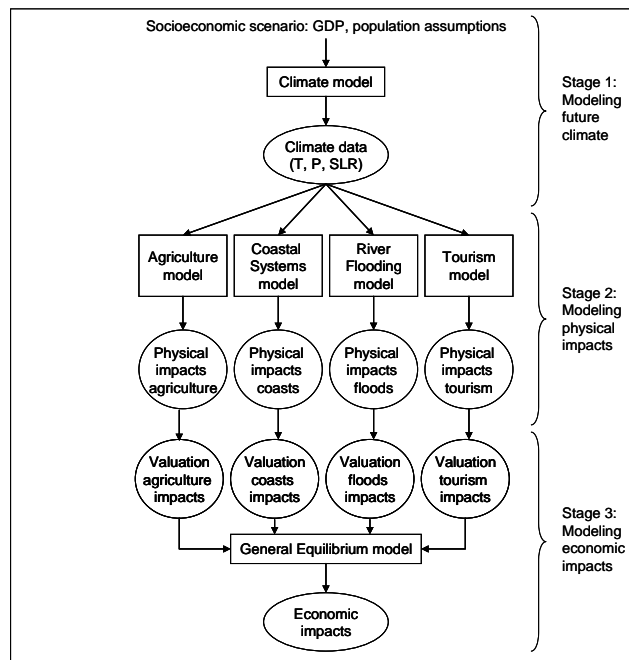 Socioeconomic scenario: GDP, population assumptions
Climate model
Climate data
(T, P, SLR)
Stage 1:
Modeling
future
climate
Agriculture
model
Coastal
Systems
model
River
Flooding
model
Tourism
model
Physical
impacts
agriculture
Physical
impacts
coasts
Physical
impacts
floods
Physical
impacts
tourism
Stage 2:
Modeling
physical
impacts
Valuation
agriculture
impacts
Valuation
coasts
impacts
Valuation
floods
impacts
Valuation
tourism
impacts
General Equilibrium model
Economic
impacts
Stage 3:
Modeling
economic
impacts